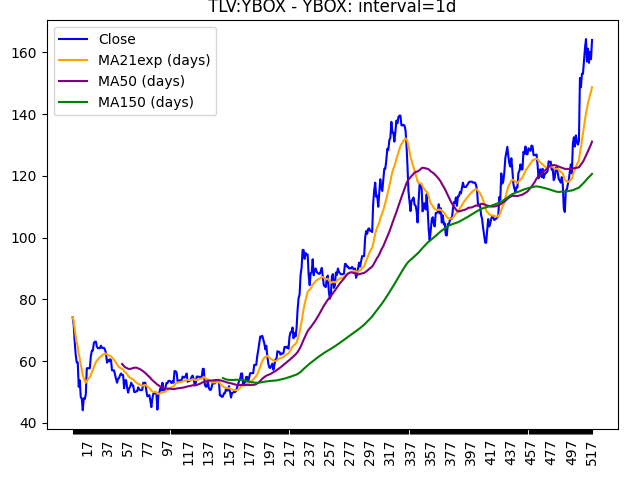 TLV:YBOX - YBOX: interval=1d
Close
MA21exp (days)
MA50 (days)
MA150 (days)
160
140
120
100
80
60
40
17 37 57 77 97 117 137 157 177 197 217 237 257 277 297 317 337 357 377 397 417 437 457 477 497 517